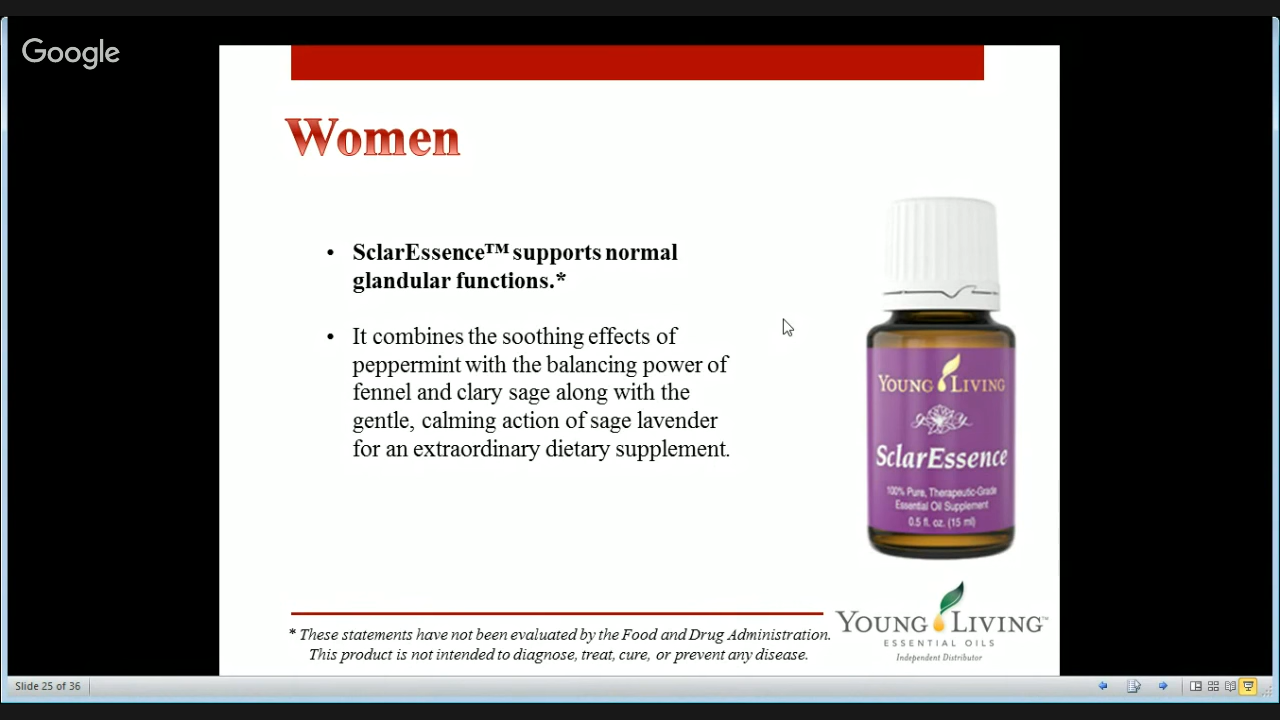 Google
Women
• SclarEssence™ supports normal
glandular functions.*
• It combines the soothing effects of
peppermint with the balancing power of
fennel and clary sage along with the
gentle, calming action of sage lavender
for an extraordinary dietary supplement.
YOUNG LIVING
SclarEssence
100% Pure, Therapeutic-Grade
Essential Oil Supplement
0.5 fl. oz. (15 ml)
* These statements have not been evaluated by the Food and Drug Administration.
This product is not intended to diagnose, treat, cure, or prevent any disease.
YOUNG LIVING™
ESSENTIAL OILS
Independent Distributor
Slide 25 of 36